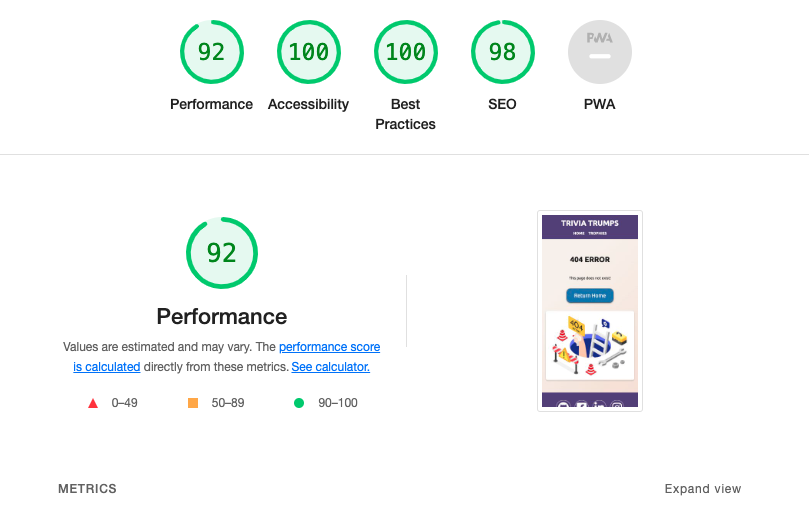 92
100
100
98
PWA
Performance
Accessibility
Best
Practices
SEO
PWA
92
Performance
Values are estimated and may vary. The performance score
is calculated directly from these metrics. See calculator.
0–49
50–89
90–100
TRIVIA TRUMPS
HOME TROPHIES
404 ERROR
This page does not exist!
Return Home
404
METRICS
Expand view